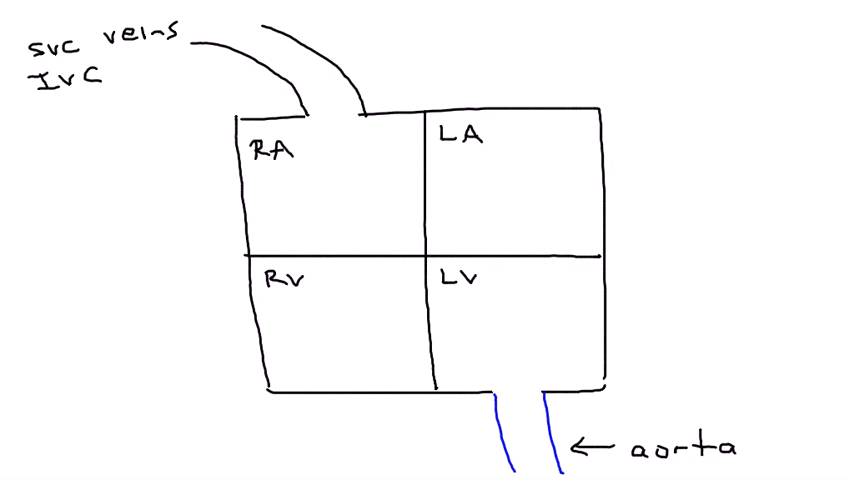 SVC veins
IVC
RA
LA
RV
LV
← aorta